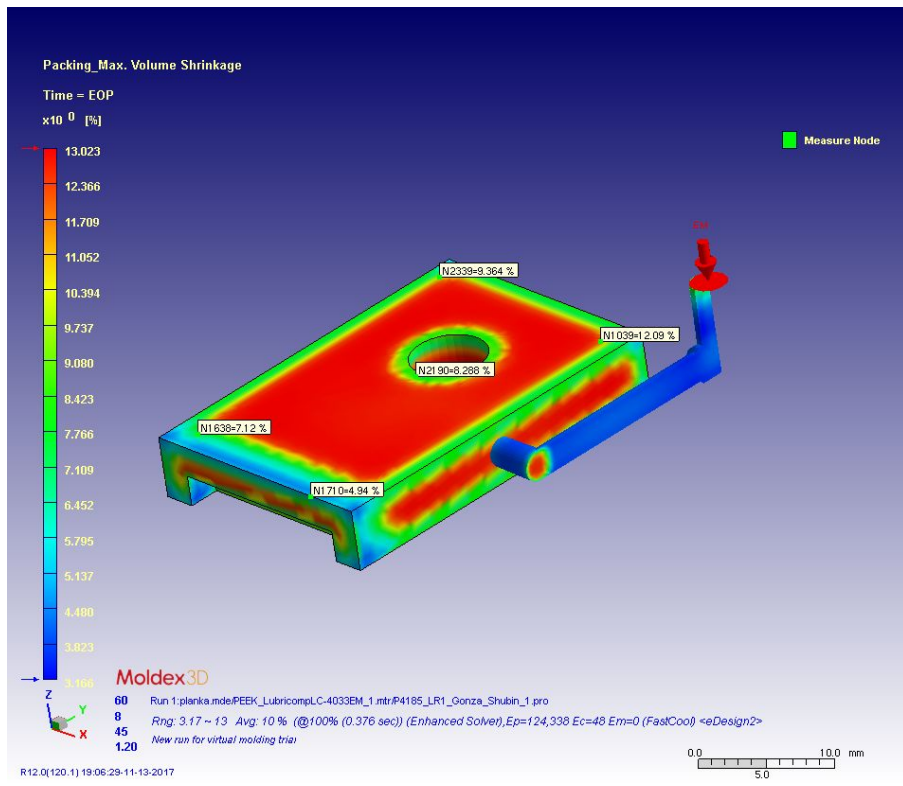 Packing_Max. Volume Shrinkage
Time = EOP
x10 0 [%]
13.023
12.366
11.709
11.052
10.394
9.737
9.080
8.423
7.766
7.109
6.452
5.795
5.137
4.480
3.823
3.166
Measure Node
N2339=9.364 %
N1039=12.09 %
N2190=8.288 %
N1638=7.12 %
N1710=4.94 %
Moldex3D
Z
Y
X
60
8
45
1.20
Run 1:planka.mde/PEEK_LubricompLC-4033EM_1.mtr/P4185_LR1_Gonza_Shubin_1.pro
Rng: 3.17 ~ 13 Avg: 10 % (@100% (0.376 sec)) (Enhanced Solver),Ep=124,338 Ec=48 Em=0 (FastCool) <eDesign2>
New run for virtual molding trial
0.0
10.0 mm
5.0
R12.0(120.1) 19:06:29-11-13-2017